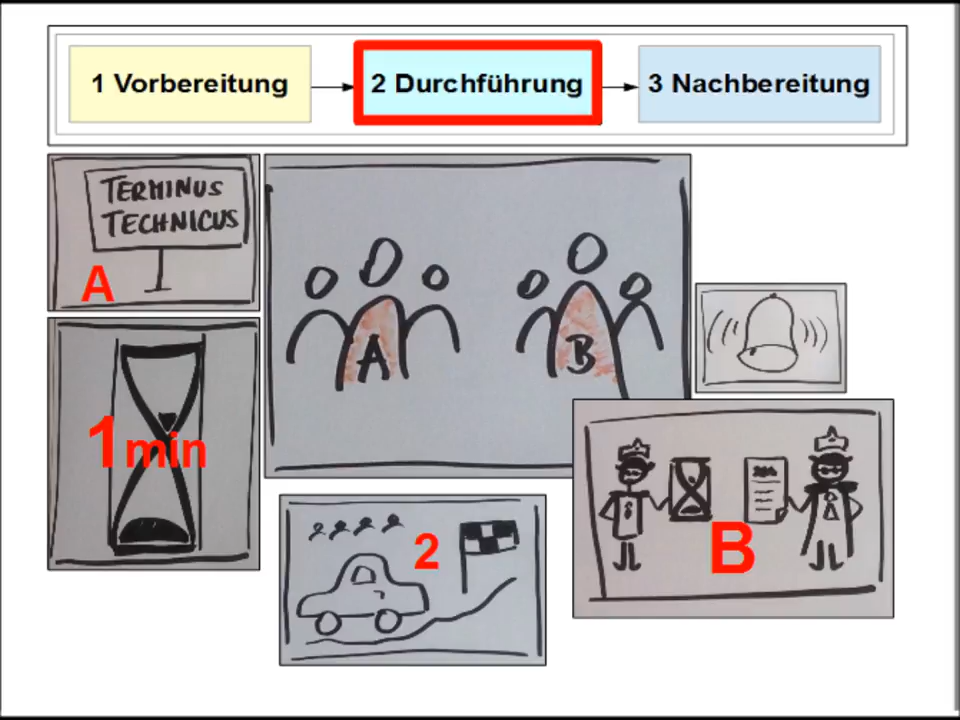 1 Vorbereitung
2 Durchführung
3 Nachbereitung
TERMINUS
TECHNICUS
A
A
B
1min
2
B